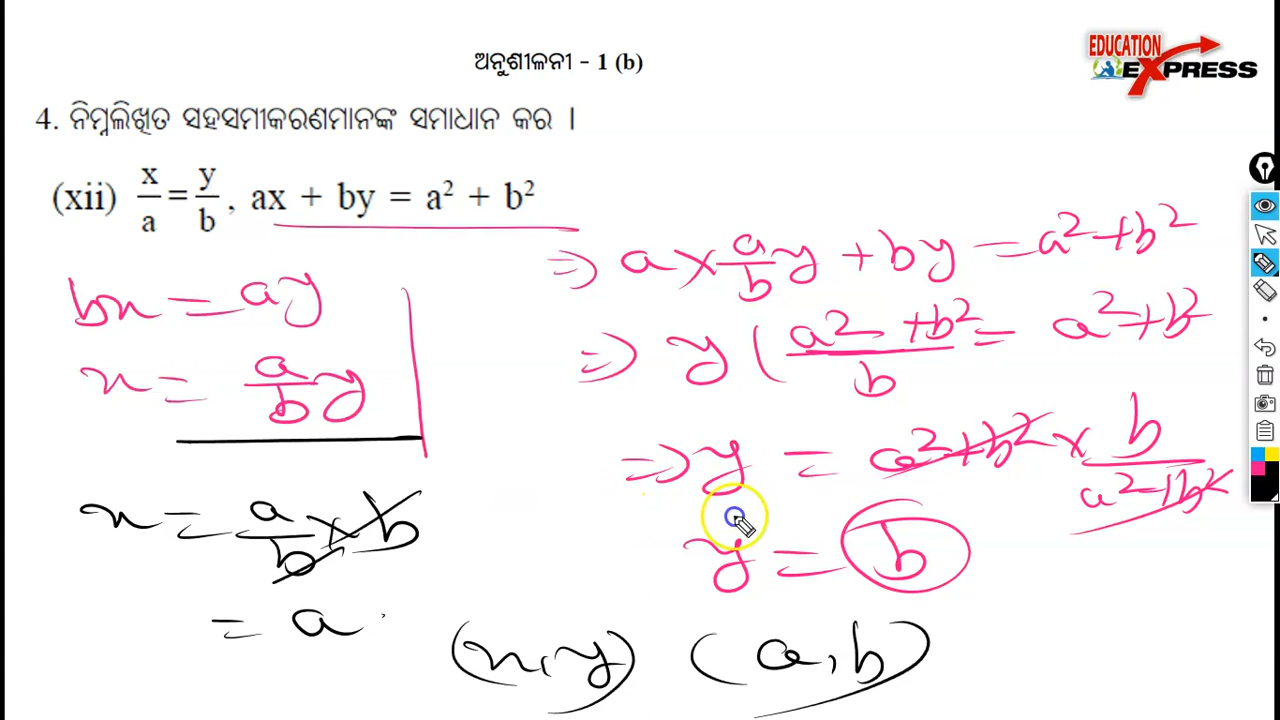 ଅନୁଶୀଳନୀ - 1 (b)
EDUCATION
EXPRESS
4. ନିମ୍ନଲିଖିତ ସହସମୀକରଣମାନଙ୍କ ସମାଧାନ କର ।
(xii) x/a = y/b, ax + by = a² + b²
bx = ay
x = a/b y
x = a/b × b
= a
⇒ a × a/b y + by = a² + b²
⇒ y ( a² + b² / b = a² + b²
⇒ y = a² + b² × b / a² + b²
y = b
(x, y) (a, b)